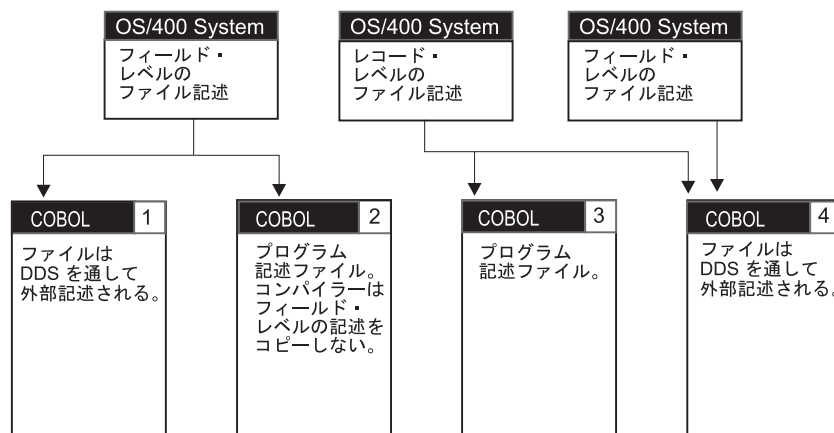 OS/400 System
フィールド・
レベルの
ファイル記述
OS/400 System
レコード・
レベルの
ファイル記述
OS/400 System
フィールド・
レベルの
ファイル記述
COBOL 1
ファイルは
DDS を通して
外部記述される。
COBOL 2
プログラム
記述ファイル。
コンパイラーは
フィールド・
レベルの記述を
コピーしない。
COBOL 3
プログラム
記述ファイル。
COBOL 4
ファイルは
DDS を通して
外部記述される。